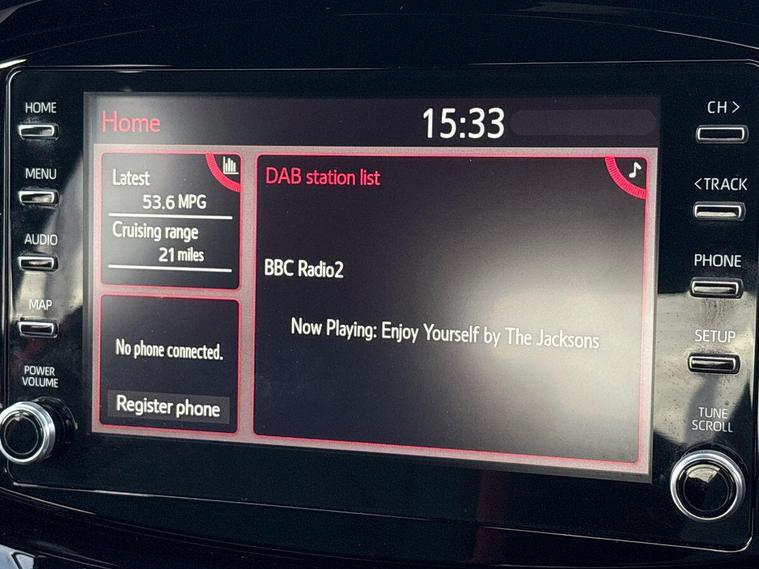 HOME
MENU
AUDIO
MAP
POWER
VOLUME
Home
15:33
Latest
53.6 MPG
Cruising range
21 miles
No phone connected.
Register phone
DAB station list
BBC Radio2
Now Playing: Enjoy Yourself by The Jacksons
CH >
<TRACK
PHONE
SETUP
TUNE
SCROLL